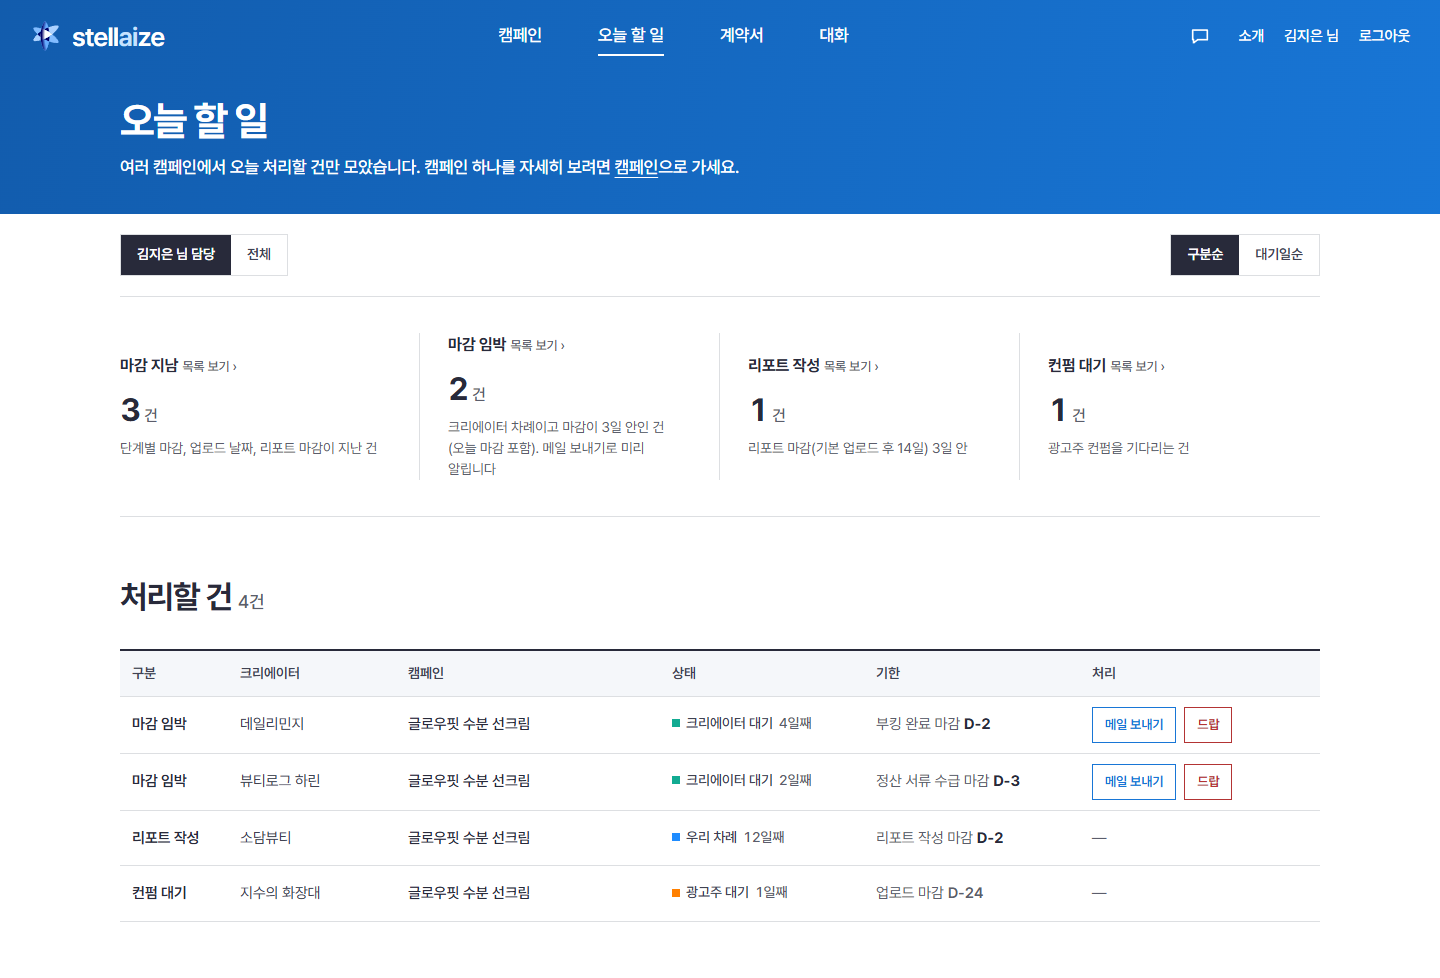 stellaize
캠페인 오늘 할 일 계약서 대화
소개 김지은 님 로그아웃
오늘 할 일
여러 캠페인에서 오늘 처리할 건만 모았습니다. 캠페인 하나를 자세히 보려면 캠페인으로 가세요.
김지은 님 담당 전체
구분순 대기일순
마감 지남 목록 보기 ›
3 건
단계별 마감, 업로드 날짜, 리포트 마감이 지난 건
마감 임박 목록 보기 ›
2 건
크리에이터 차례이고 마감이 3일 안인 건
(오늘 마감 포함). 메일 보내기로 미리
알립니다
리포트 작성 목록 보기 ›
1 건
리포트 마감(기본 업로드 후 14일) 3일 안
컨펌 대기 목록 보기 ›
1 건
광고주 컨펌을 기다리는 건
처리할 건 4건
구분 크리에이터 캠페인 상태 기한 처리
마감 임박 데일리민지 글로우핏 수분 선크림 크리에이터 대기 4일째 부킹 완료 마감 D-2 메일 보내기 드랍
마감 임박 뷰티로그 하린 글로우핏 수분 선크림 크리에이터 대기 2일째 정산 서류 수급 마감 D-3 메일 보내기 드랍
리포트 작성 소담뷰티 글로우핏 수분 선크림 우리 차례 12일째 리포트 작성 마감 D-2 —
컨펌 대기 지수의 화장대 글로우핏 수분 선크림 광고주 대기 1일째 업로드 마감 D-24 —